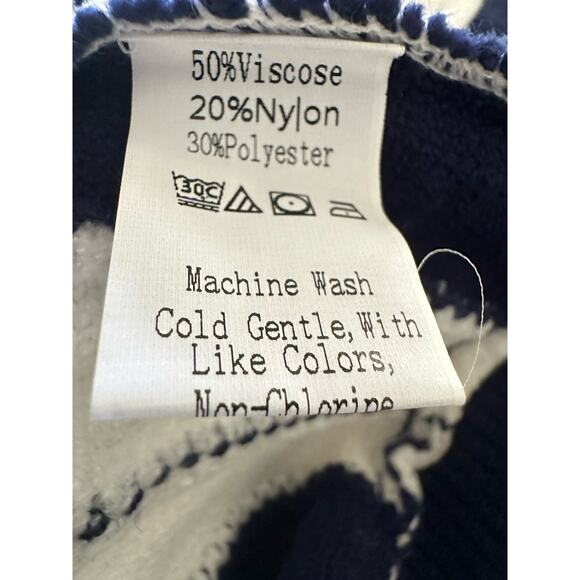 50%Viscose
20%Nylon
30%Polyester
30C
Machine Wash
Cold Gentle,With
Like Colors,
Non-Chlorine